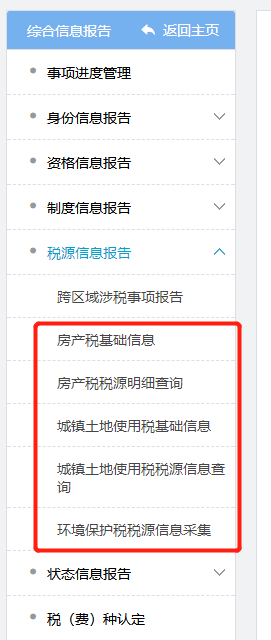 综合信息报告 返回主页
事项进度管理
身份信息报告
资格信息报告
制度信息报告
税源信息报告
跨区域涉税事项报告
房产税基础信息
房产税税源明细查询
城镇土地使用税基础信息
城镇土地使用税税源信息查
询
环境保护税税源信息采集
状态信息报告
税（费）种认定